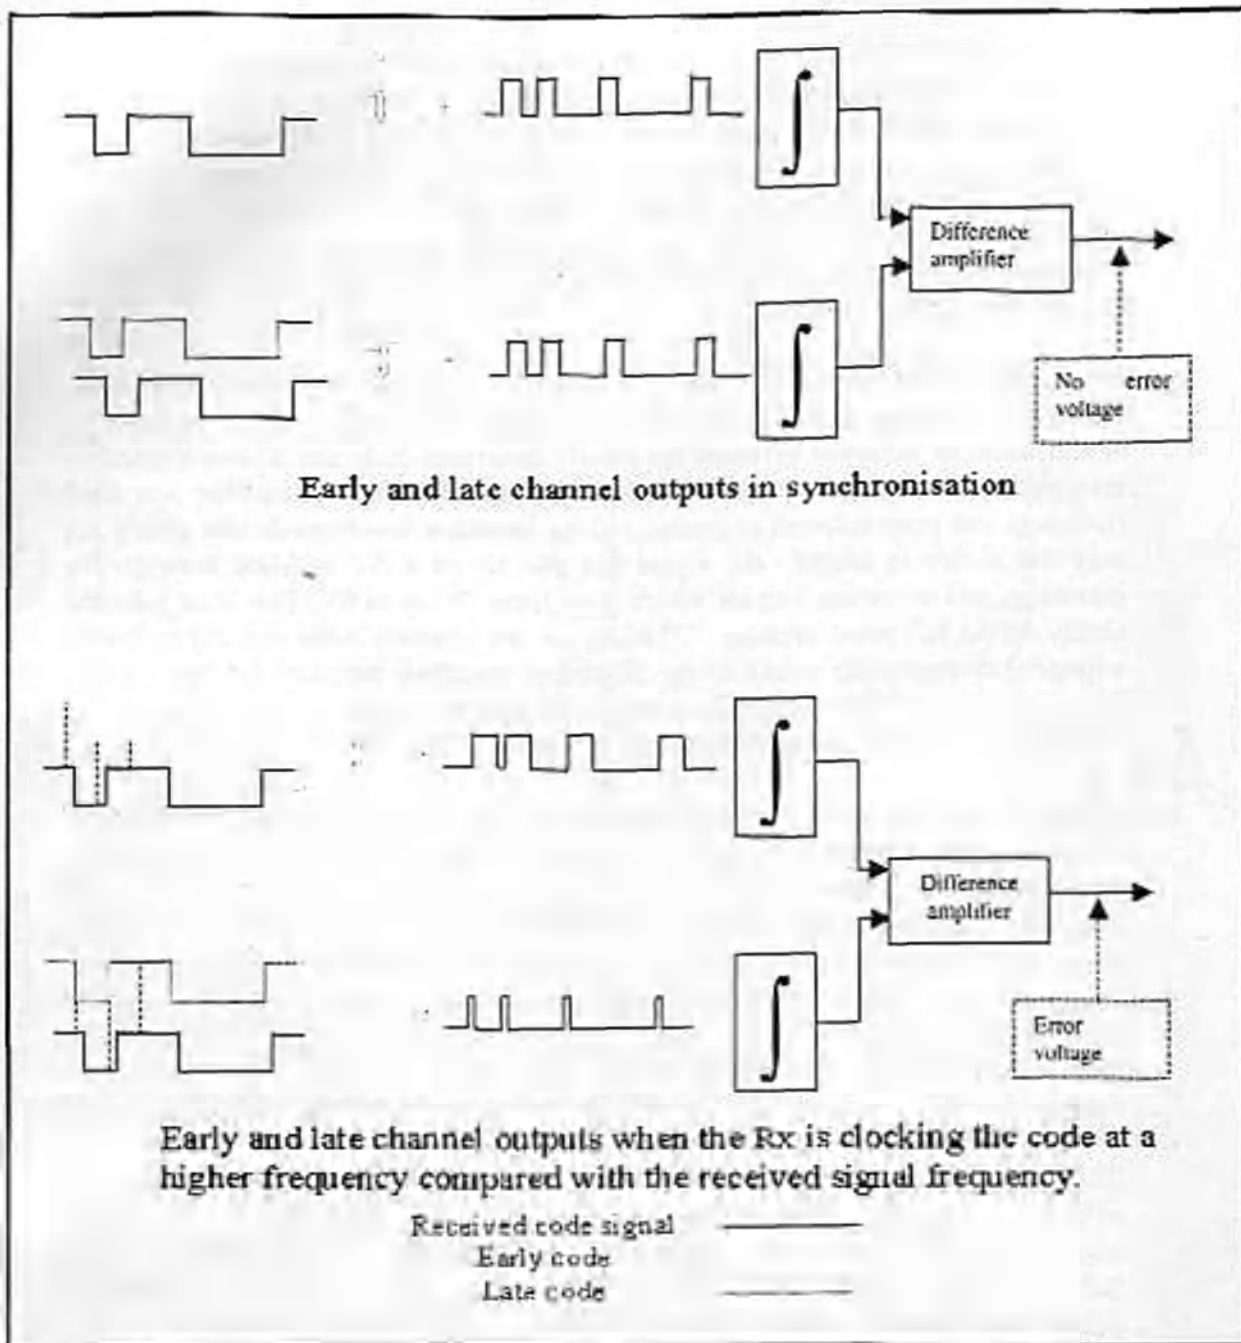 Difference
amplifier
No error
voltage
Early and late channel outputs in synchronisation
Difference
amplifier
Error
voltage
Early and late channel outputs when the Rx is clocking the code at a
higher frequency compared with the received signal frequency.
Received code signal
Early code
Late code